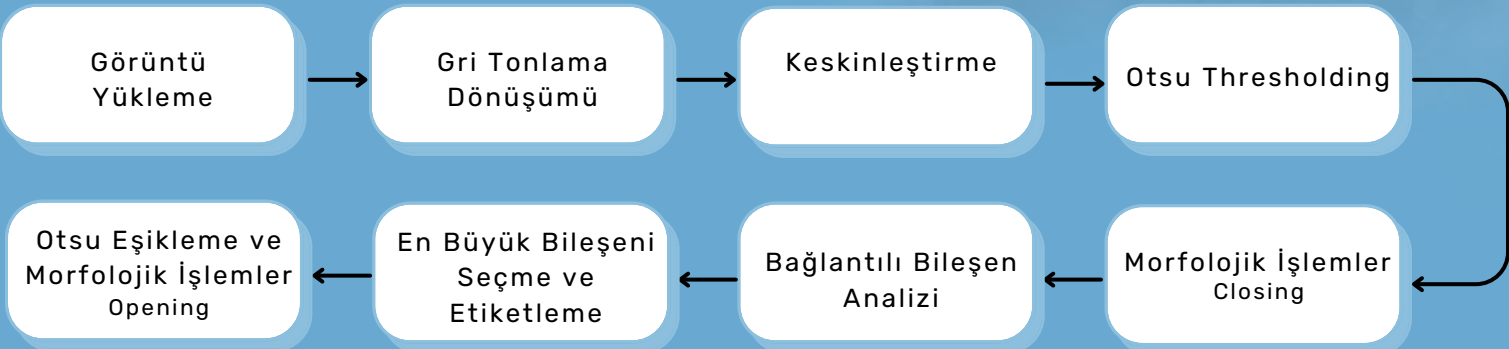 Görüntü
Yükleme
Gri Tonlama
Dönüşümü
Keskinleştirme
Otsu Thresholding
Morfolojik İşlemler
Closing
Bağlantılı Bileşen
Analizi
En Büyük Bileşeni
Seçme ve
Etiketleme
Otsu Eşikleme ve
Morfolojik İşlemler
Opening